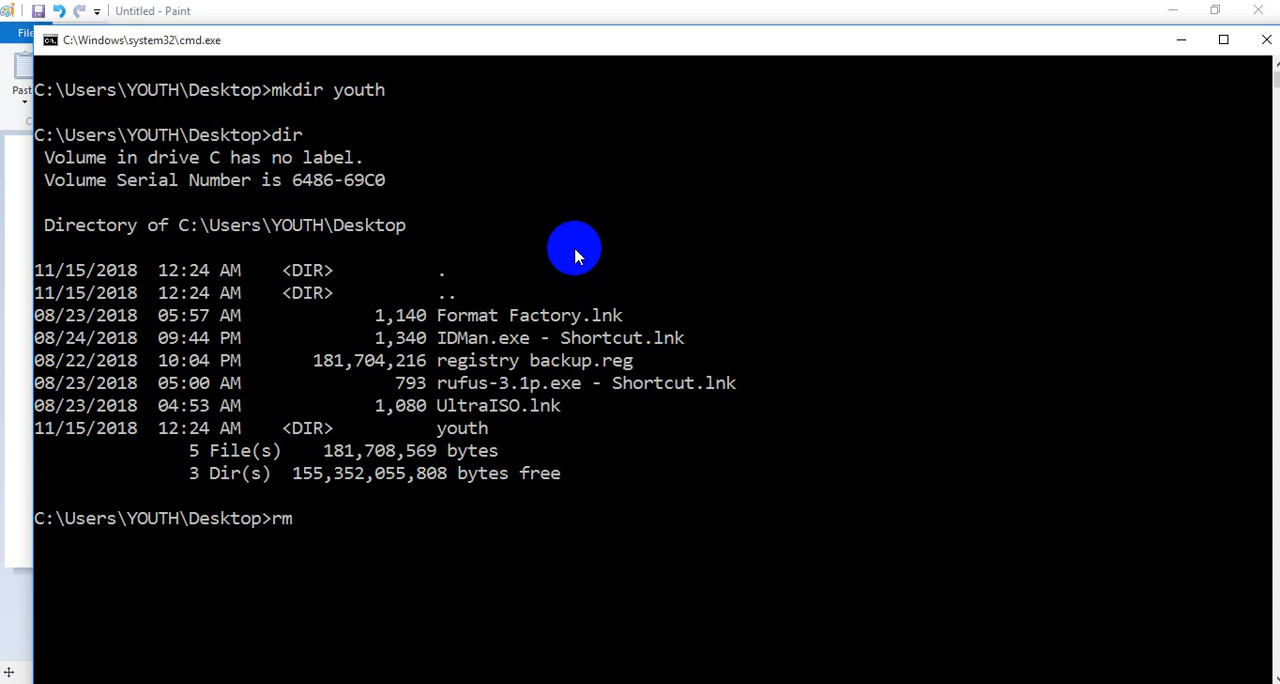 Untitled - Paint
File
C:\Windows\system32\cmd.exe
Past
C:\Users\YOUTH\Desktop>mkdir youth
C:\Users\YOUTH\Desktop>dir
Volume in drive C has no label.
Volume Serial Number is 6486-69C0
Directory of C:\Users\YOUTH\Desktop
11/15/2018  12:24 AM    <DIR>          .
11/15/2018  12:24 AM    <DIR>          ..
08/23/2018  05:57 AM             1,140 Format Factory.lnk
08/24/2018  09:44 PM             1,340 IDMan.exe - Shortcut.lnk
08/22/2018  10:04 PM       181,704,216 registry backup.reg
08/23/2018  05:00 AM               793 rufus-3.1p.exe - Shortcut.lnk
08/23/2018  04:53 AM             1,080 UltraISO.lnk
11/15/2018  12:24 AM    <DIR>          youth
5 File(s)    181,708,569 bytes
3 Dir(s)  155,352,055,808 bytes free
C:\Users\YOUTH\Desktop>rm